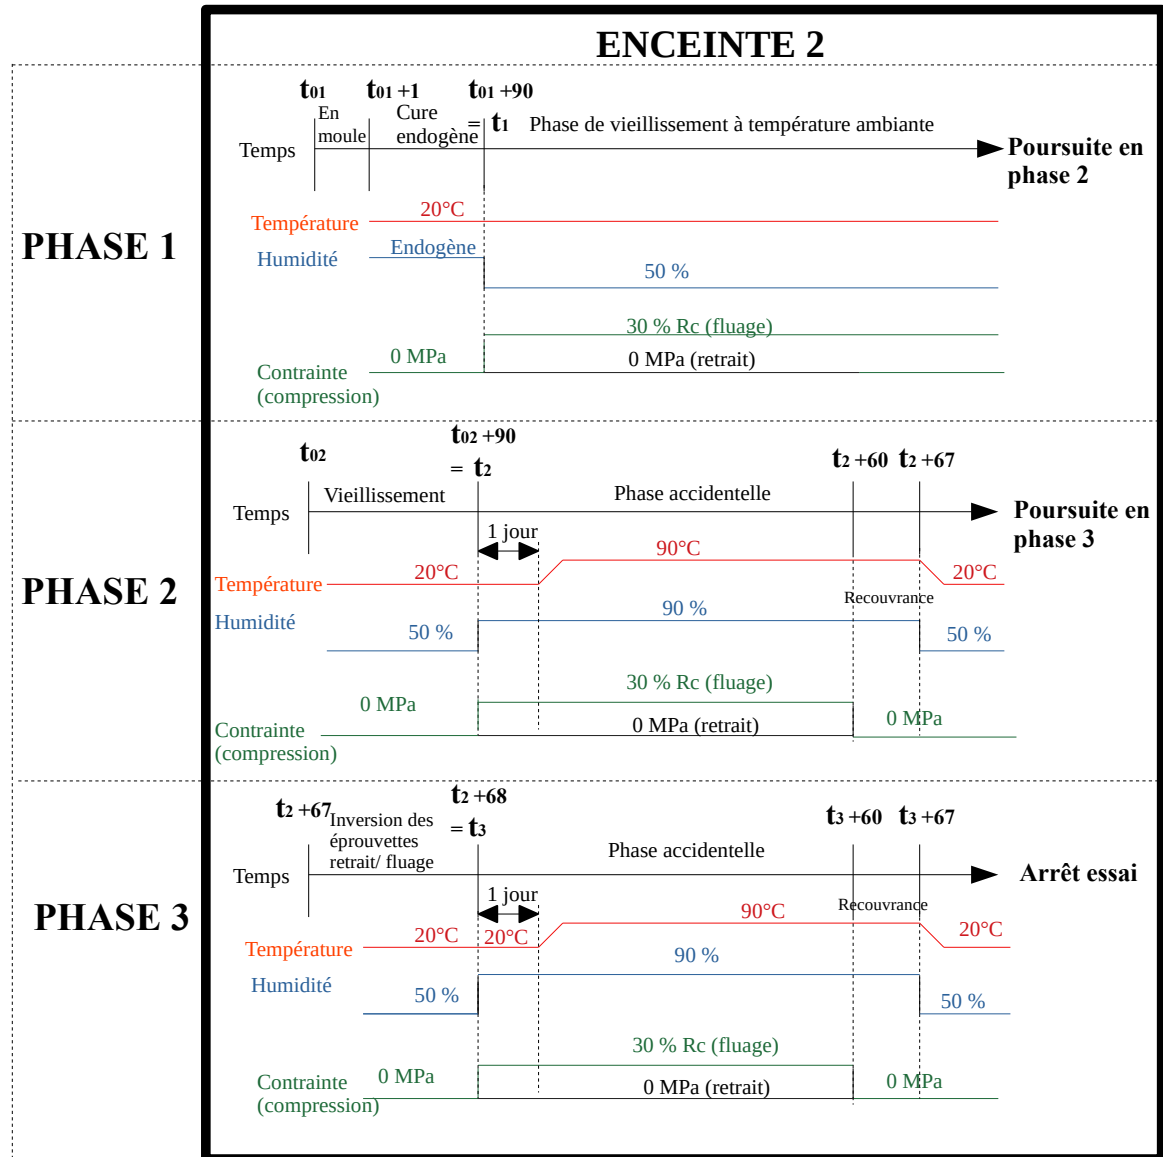 ENCEINTE 2
PHASE 1
t01
t01 +1
t01 +90
= t1
En
moule
Cure
endogène
Phase de vieillissement à température ambiante
Temps
Poursuite en
phase 2
Température
20°C
Humidité
Endogène
50 %
30 % Rc (fluage)
0 MPa
0 MPa (retrait)
Contrainte
(compression)
PHASE 2
t02
t02 +90
= t2
t2 +60
t2 +67
Vieillissement
Phase accidentelle
Temps
Poursuite en
phase 3
1 jour
Température
20°C
90°C
20°C
Recouvrance
Humidité
50 %
90 %
50 %
30 % Rc (fluage)
0 MPa
0 MPa (retrait)
0 MPa
Contrainte
(compression)
PHASE 3
t2 +67
t2 +68
= t3
t3 +60
t3 +67
Inversion des
éprouvettes
retrait/ fluage
Phase accidentelle
Temps
Arrêt essai
1 jour
Température
20°C
20°C
90°C
Recouvrance
20°C
Humidité
50 %
90 %
50 %
30 % Rc (fluage)
0 MPa
0 MPa (retrait)
0 MPa
Contrainte
(compression)